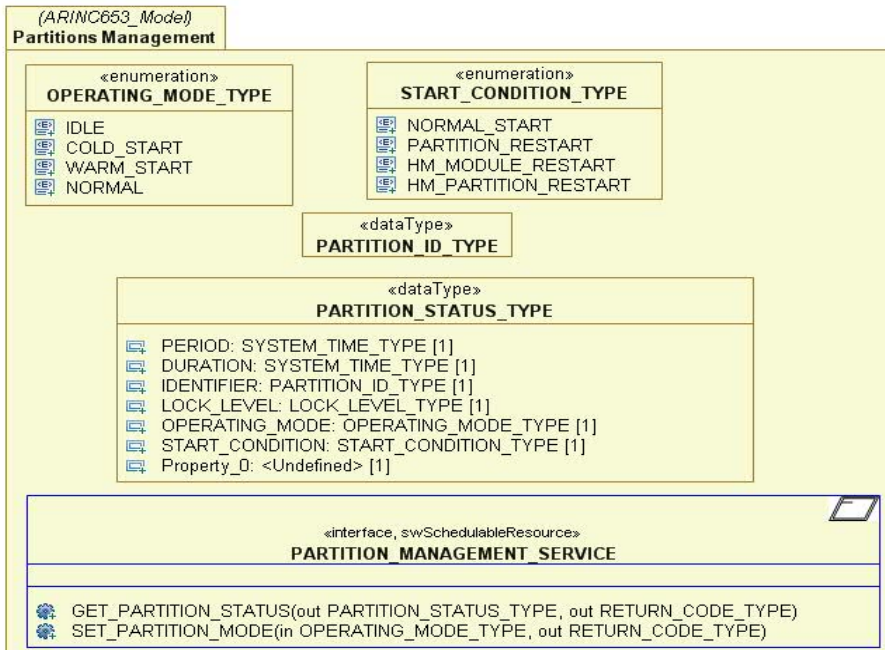 (ARINC653_Model)
Partitions Management
«enumeration»
OPERATING_MODE_TYPE
IDLE
COLD_START
WARM_START
NORMAL
«enumeration»
START_CONDITION_TYPE
NORMAL_START
PARTITION_RESTART
HM_MODULE_RESTART
HM_PARTITION_RESTART
«dataType»
PARTITION_ID_TYPE
«dataType»
PARTITION_STATUS_TYPE
PERIOD: SYSTEM_TIME_TYPE [1]
DURATION: SYSTEM_TIME_TYPE [1]
IDENTIFIER: PARTITION_ID_TYPE [1]
LOCK_LEVEL: LOCK_LEVEL_TYPE [1]
OPERATING_MODE: OPERATING_MODE_TYPE [1]
START_CONDITION: START_CONDITION_TYPE [1]
Property_0: <Undefined> [1]
«interface, swSchedulableResource»
PARTITION_MANAGEMENT_SERVICE
GET_PARTITION_STATUS(out PARTITION_STATUS_TYPE, out RETURN_CODE_TYPE)
SET_PARTITION_MODE(in OPERATING_MODE_TYPE, out RETURN_CODE_TYPE)